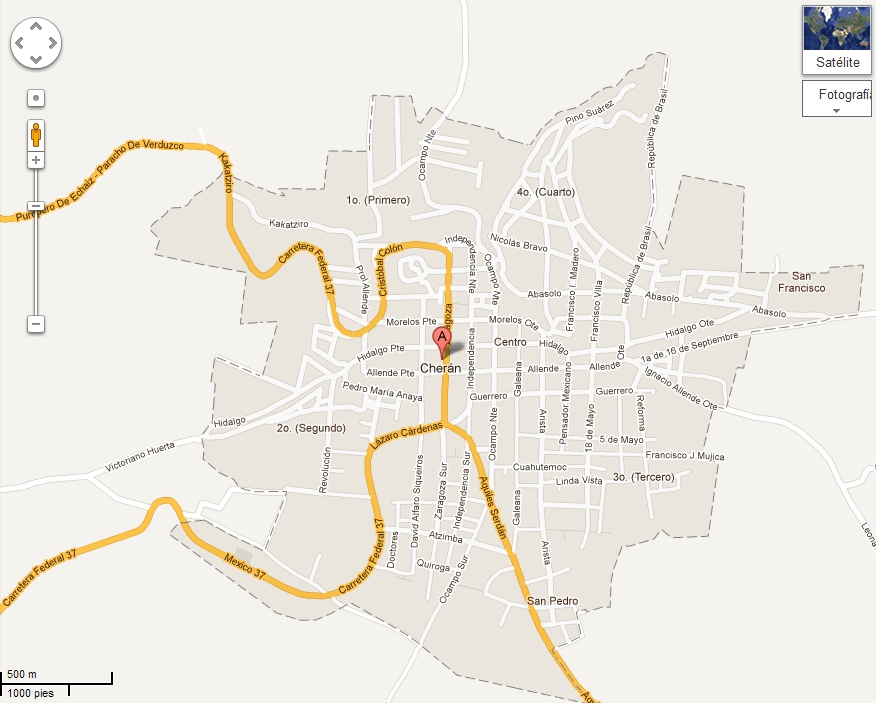 Satélite
Fotografí
Pino Suárez
República de Brasil
Ocampo Nte
Kakatziro
Purépero De Echaíz - Paracho De Verduzco
4o. (Cuarto)
1o. (Primero)
Kakatziro
Nicolás Bravo
Independencia Nte
Cristóbal Colón
Carretera Federal 37
Ocampo Nte
Francisco I. Madero
República de Brasil
San
Francisco
Prol Allende
Francisco Villa
Abasolo
Abasolo
Abasolo
Morelos Pte
Morelos Cte
Hidalgo Ote
A
Centro
Hidalgo
1a de 16 de Septiembre
Hidalgo Pte
Independencia
Cherán
Allende Pte
Allende
Allende Ote
Ignacio Allende Ote
Galeana
Pensador Mexicano
Pedro María Anaya
Guerrero
Guerrero
Reforma
Hidalgo
Arista
18 de Mayo
2o. (Segundo)
Lázaro Cárdenas
Ocampo Nte
5 de Mayo
Victoriano Huerta
Francisco J Mujica
Revolución
David Alfaro Siqueiros
Zaragoza Sur
Independencia Sur
Cuauhtemoc
Linda Vista
3o. (Tercero)
Aquiles Serdán
Galeana
Carretera Federal 37
Doctores
Atzimba
Arista
Leona
Quiroga
Ocampo Sur
Mexico 37
Carretera Federal 37
San Pedro
500 m
1000 pies